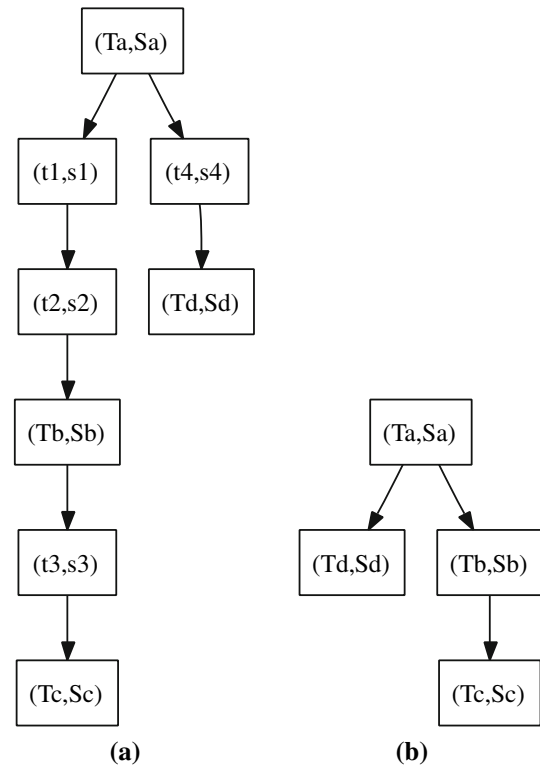 (Ta,Sa)
(t1,s1)
(t4,s4)
(t2,s2)
(Td,Sd)
(Tb,Sb)
(t3,s3)
(Tc,Sc)
(a)
(Ta,Sa)
(Td,Sd)
(Tb,Sb)
(Tc,Sc)
(b)